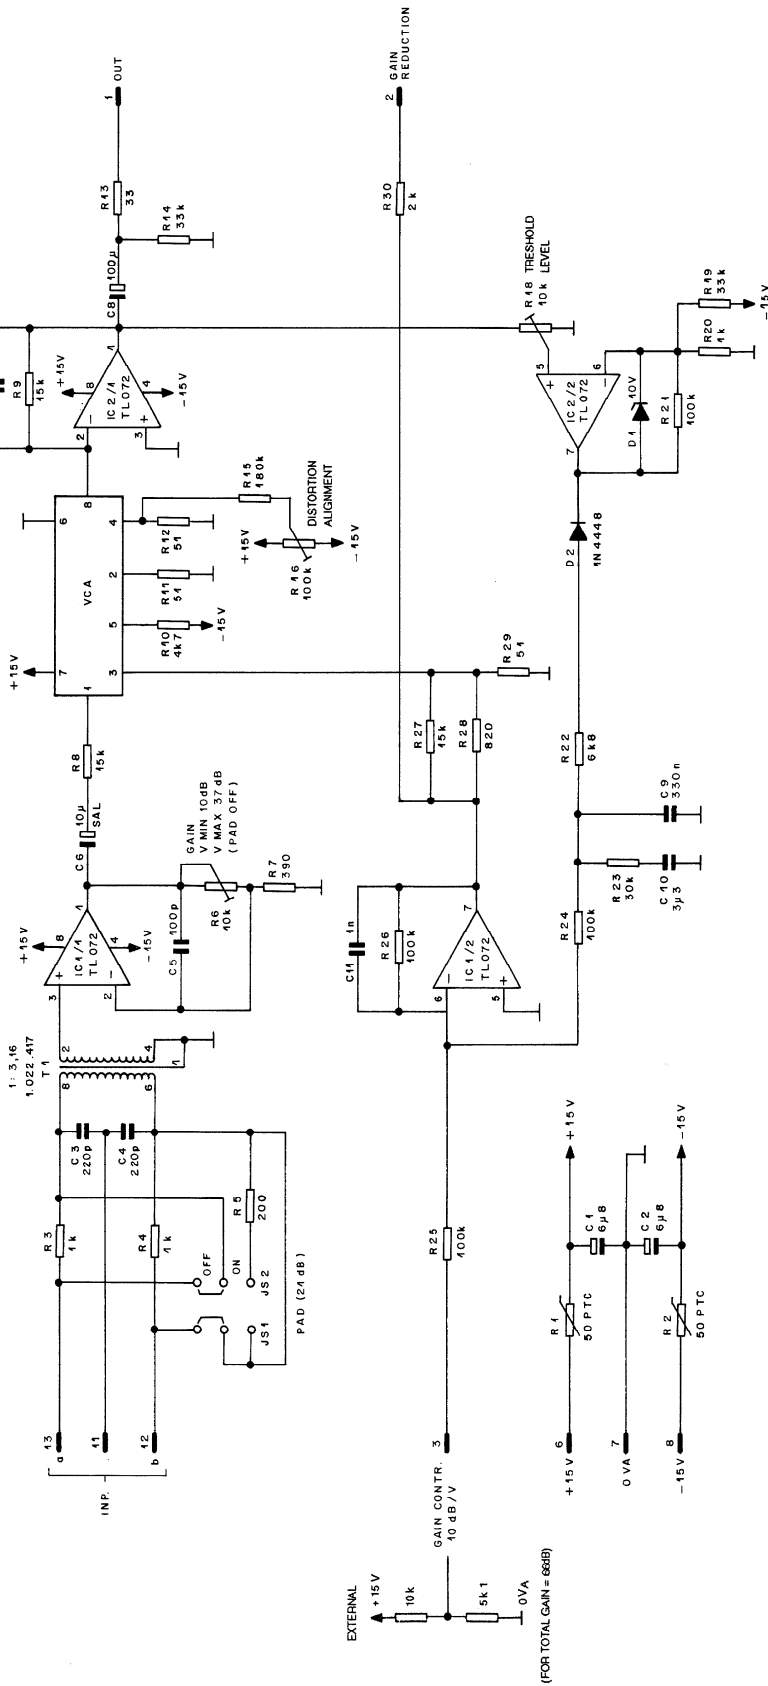 1 OUT
R13
33
R14
33k
100µ
C8
2 GAIN
REDUCTION
R30
2k
R18 TRESHOLD
10k LEVEL
R19
33k
-15V
R20
1k
R21
100k
10V
D1
5
+
6
-
IC2/2
TL072
7
D2
1N4448
R9
15k
+15V
8
1
IC2/1
TL072
4
-15V
2
-
3
+
R15
180k
DISTORTION
ALIGNMENT
+15V
-15V
R16
100k
8
6
4
2
5
3
7
1
VCA
R12
51
R11
51
R10
4k7
-15V
+15V
R29
51
R27
15k
R28
820
R22
6k8
C9
330n
R23
30k
C10
3µ3
R24
100k
R8
15k
10µ
SAL
C6
GAIN
V MIN 10dB
V MAX 37dB
(PAD OFF)
R7
390
R6
10k
100p
C5
+15V
8
1
IC1/1
TL072
4
-15V
3
+
2
-
1n
C11
R26
100k
7
IC1/2
TL072
6
-
5
+
1:3,16
1.022.417
T1
2
4
8
6
1
C3
220p
C4
220p
R3
1k
R4
1k
R5
200
OFF
ON
JS2
JS1
PAD (24dB)
13
a
11
12
b
INP.
R25
100k
3
GAIN CONTR.
10 dB/V
EXTERNAL
+15V
10k
5k1
0VA
(FOR TOTAL GAIN = 66dB)
+15V
-15V
C1
6µ8
C2
6µ8
R1
50 PTC
R2
50 PTC
6
+15V
7
0 VA
8
-15V